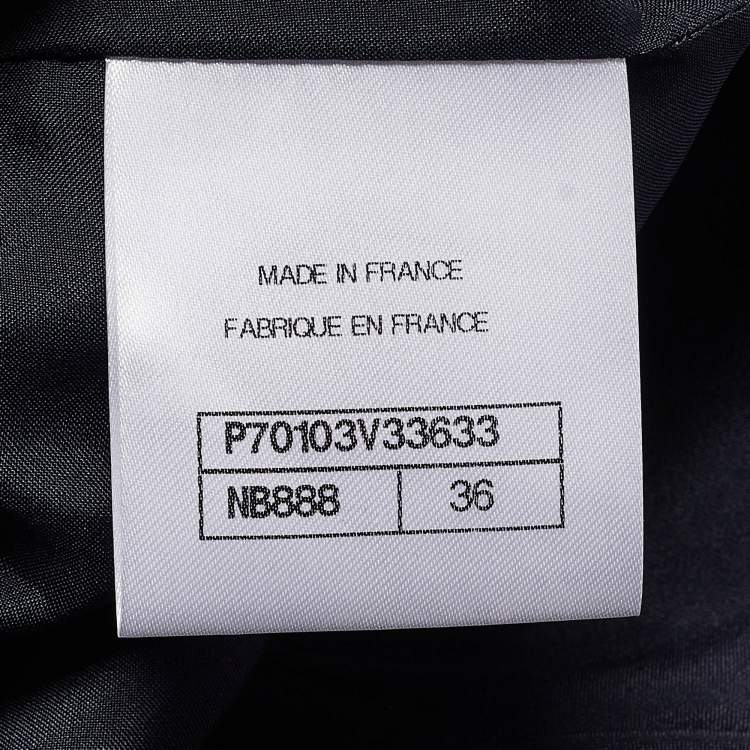 MADE IN FRANCE
FABRIQUE EN FRANCE
P70103V33633
NB888 36